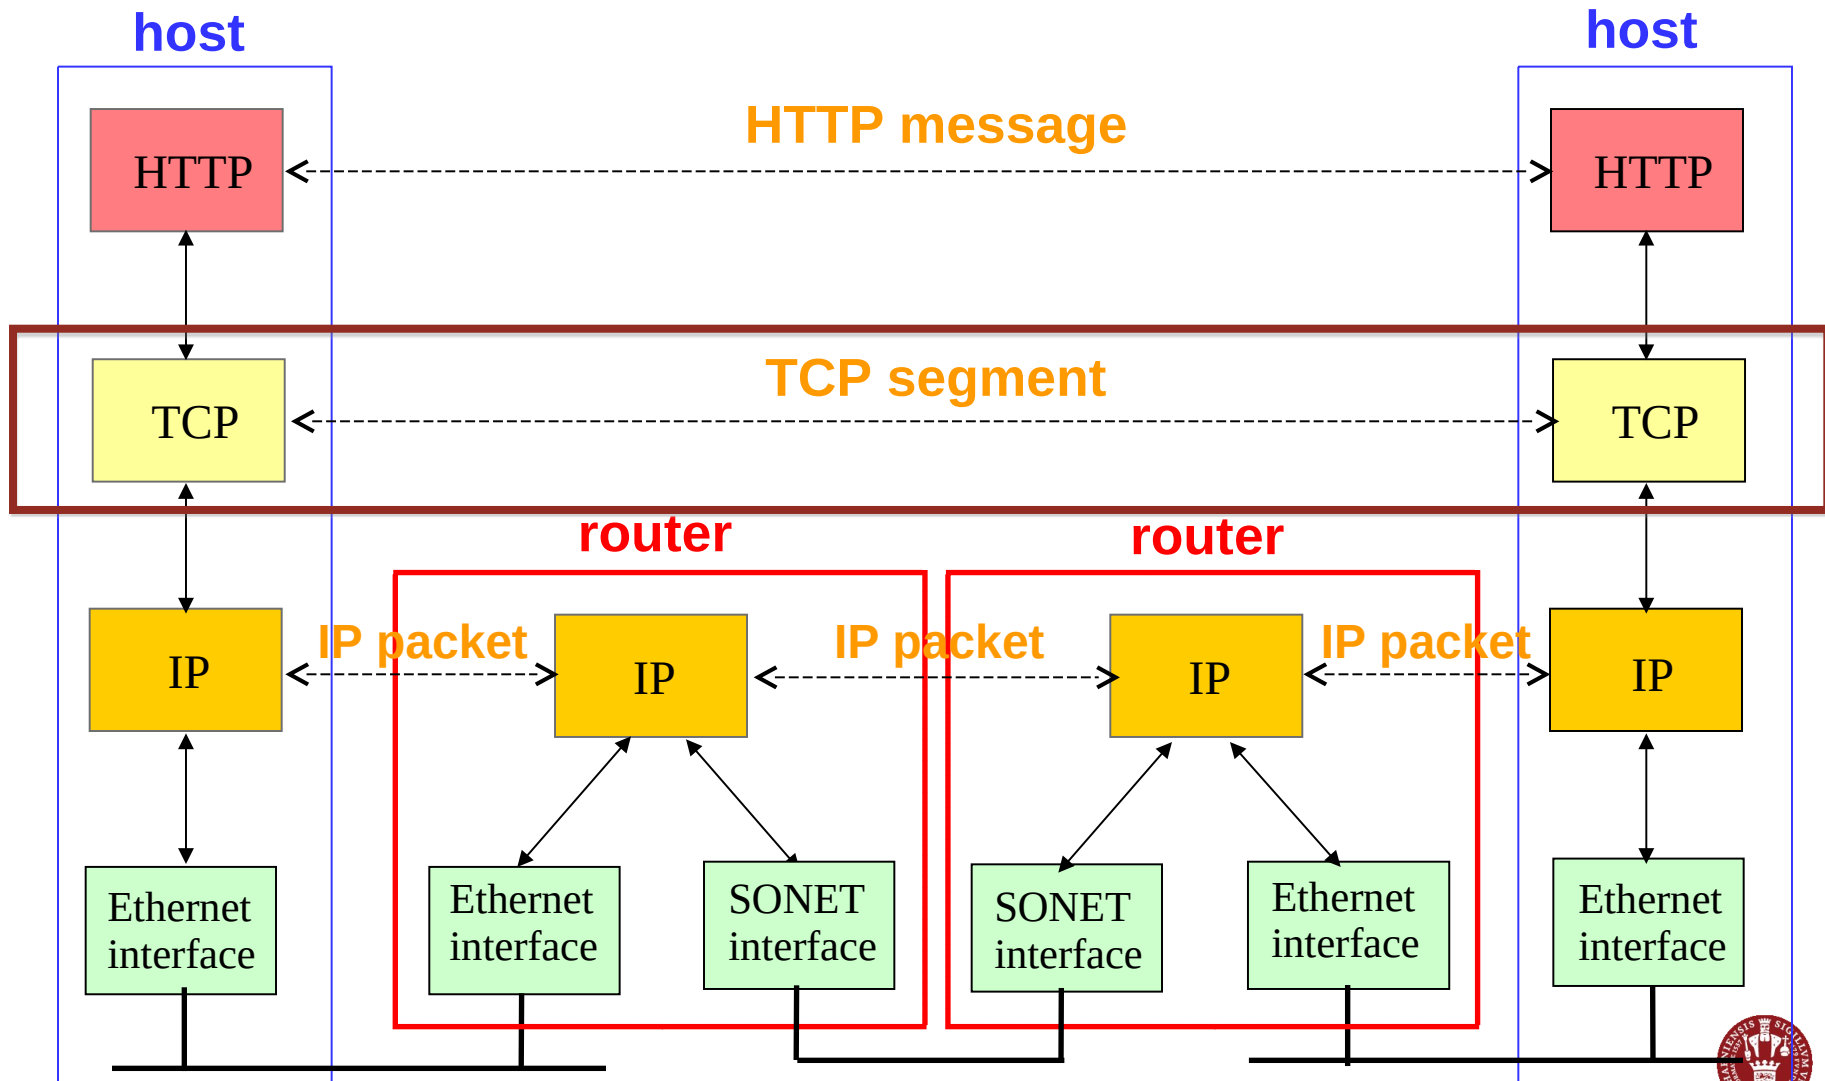 host
host
HTTP message
HTTP
HTTP
TCP segment
TCP
TCP
router
router
IP packet
IP packet
IP packet
IP
IP
IP
IP
Ethernet
interface
Ethernet
interface
SONET
interface
SONET
interface
Ethernet
interface
Ethernet
interface